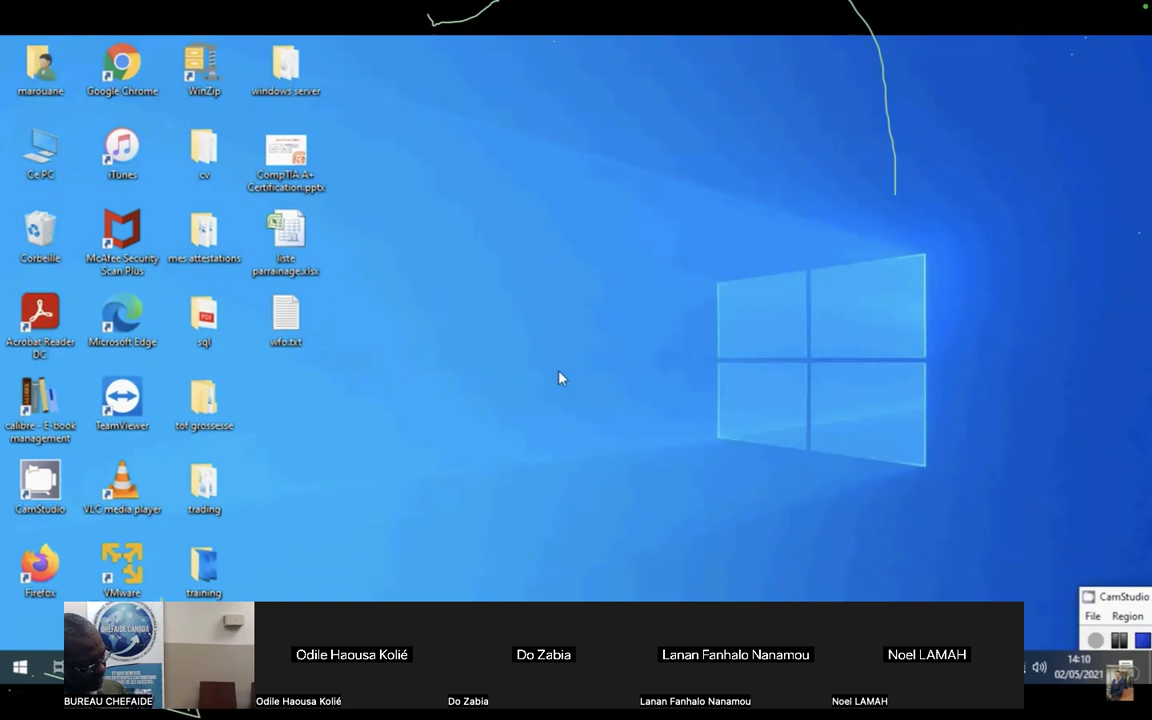 marouane
Google Chrome
WinZip
windows server
Ce PC
iTunes
cv
CompTIA A+
Certification.pptx
Corbeille
McAfee Security
Scan Plus
mes attestations
liste
parrainage.xlsx
Acrobat Reader
DC
Microsoft Edge
sql
wfo.txt
calibre - E-book
management
TeamViewer
tof grossesse
CamStudio
VLC media player
trading
Firefox
VMware
training
CamStudio
File Region
CHEFAIDE CANADA
Odile Haousa Kolié
Do Zabia
Lanan Fanhalo Nanamou
Noel LAMAH
BUREAU CHEFAIDE
Odile Haousa Kolié
Do Zabia
Lanan Fanhalo Nanamou
Noel LAMAH
14:10
02/05/2021